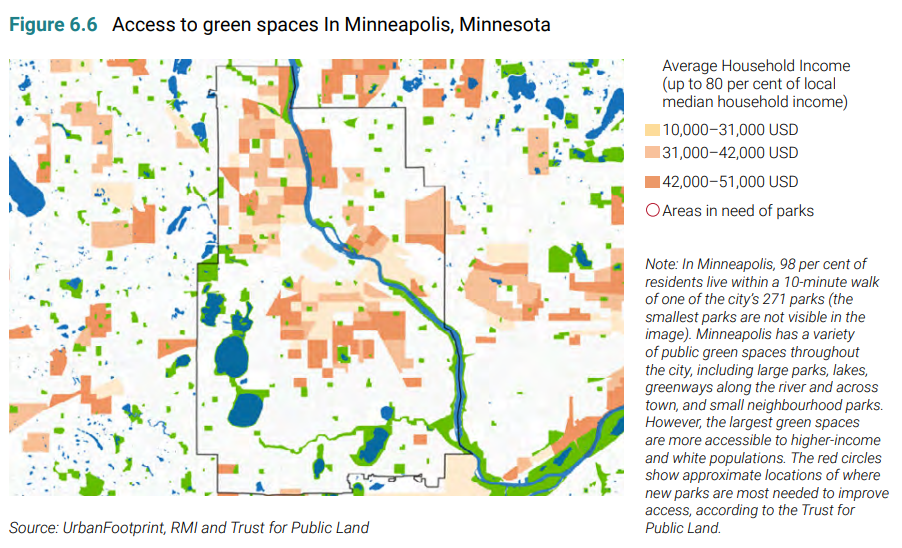 Figure 6.6 Access to green spaces In Minneapolis, Minnesota
Average Household Income
(up to 80 per cent of local
median household income)
10,000–31,000 USD
31,000–42,000 USD
42,000–51,000 USD
Areas in need of parks
Note: In Minneapolis, 98 per cent of
residents live within a 10-minute walk
of one of the city's 271 parks (the
smallest parks are not visible in the
image). Minneapolis has a variety
of public green spaces throughout
the city, including large parks, lakes,
greenways along the river and across
town, and small neighbourhood parks.
However, the largest green spaces
are more accessible to higher-income
and white populations. The red circles
show approximate locations of where
new parks are most needed to improve
access, according to the Trust for
Public Land.
Source: UrbanFootprint, RMI and Trust for Public Land